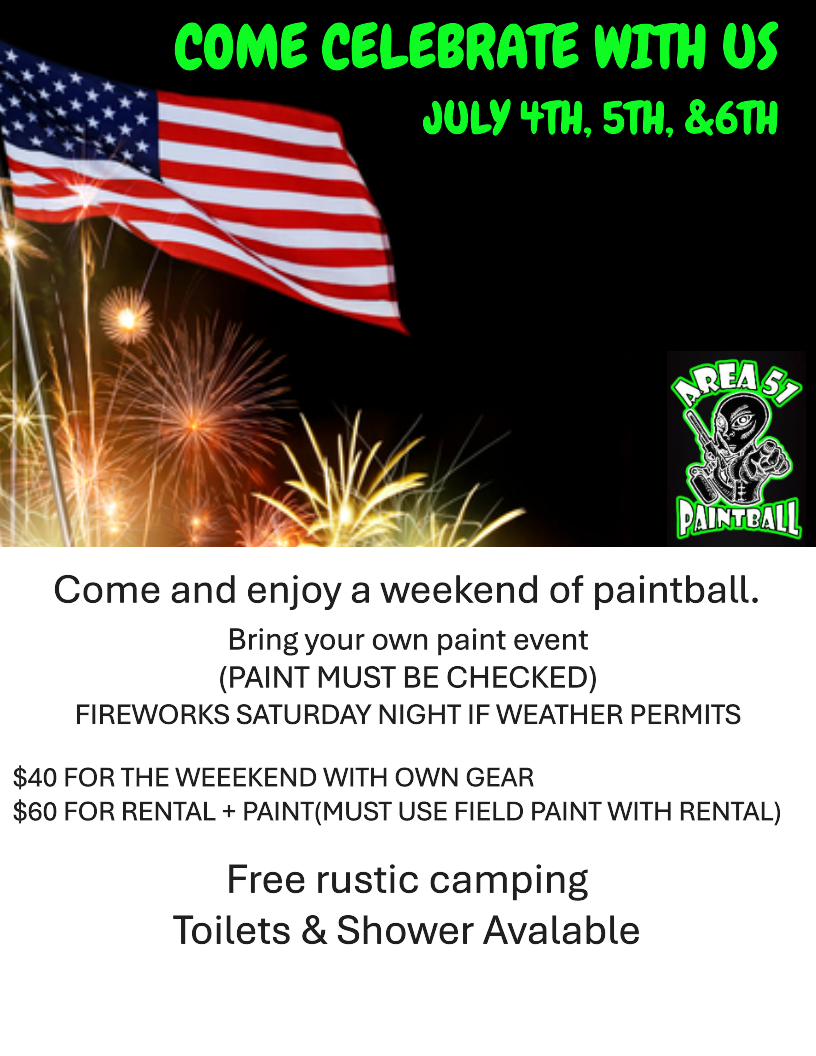 COME CELEBRATE WITH US
JULY 4TH, 5TH, &6TH
AREA 51
PAINTBALL
Come and enjoy a weekend of paintball.
Bring your own paint event
(PAINT MUST BE CHECKED)
FIREWORKS SATURDAY NIGHT IF WEATHER PERMITS
$40 FOR THE WEEEKEND WITH OWN GEAR
$60 FOR RENTAL + PAINT(MUST USE FIELD PAINT WITH RENTAL)
Free rustic camping
Toilets & Shower Avalable